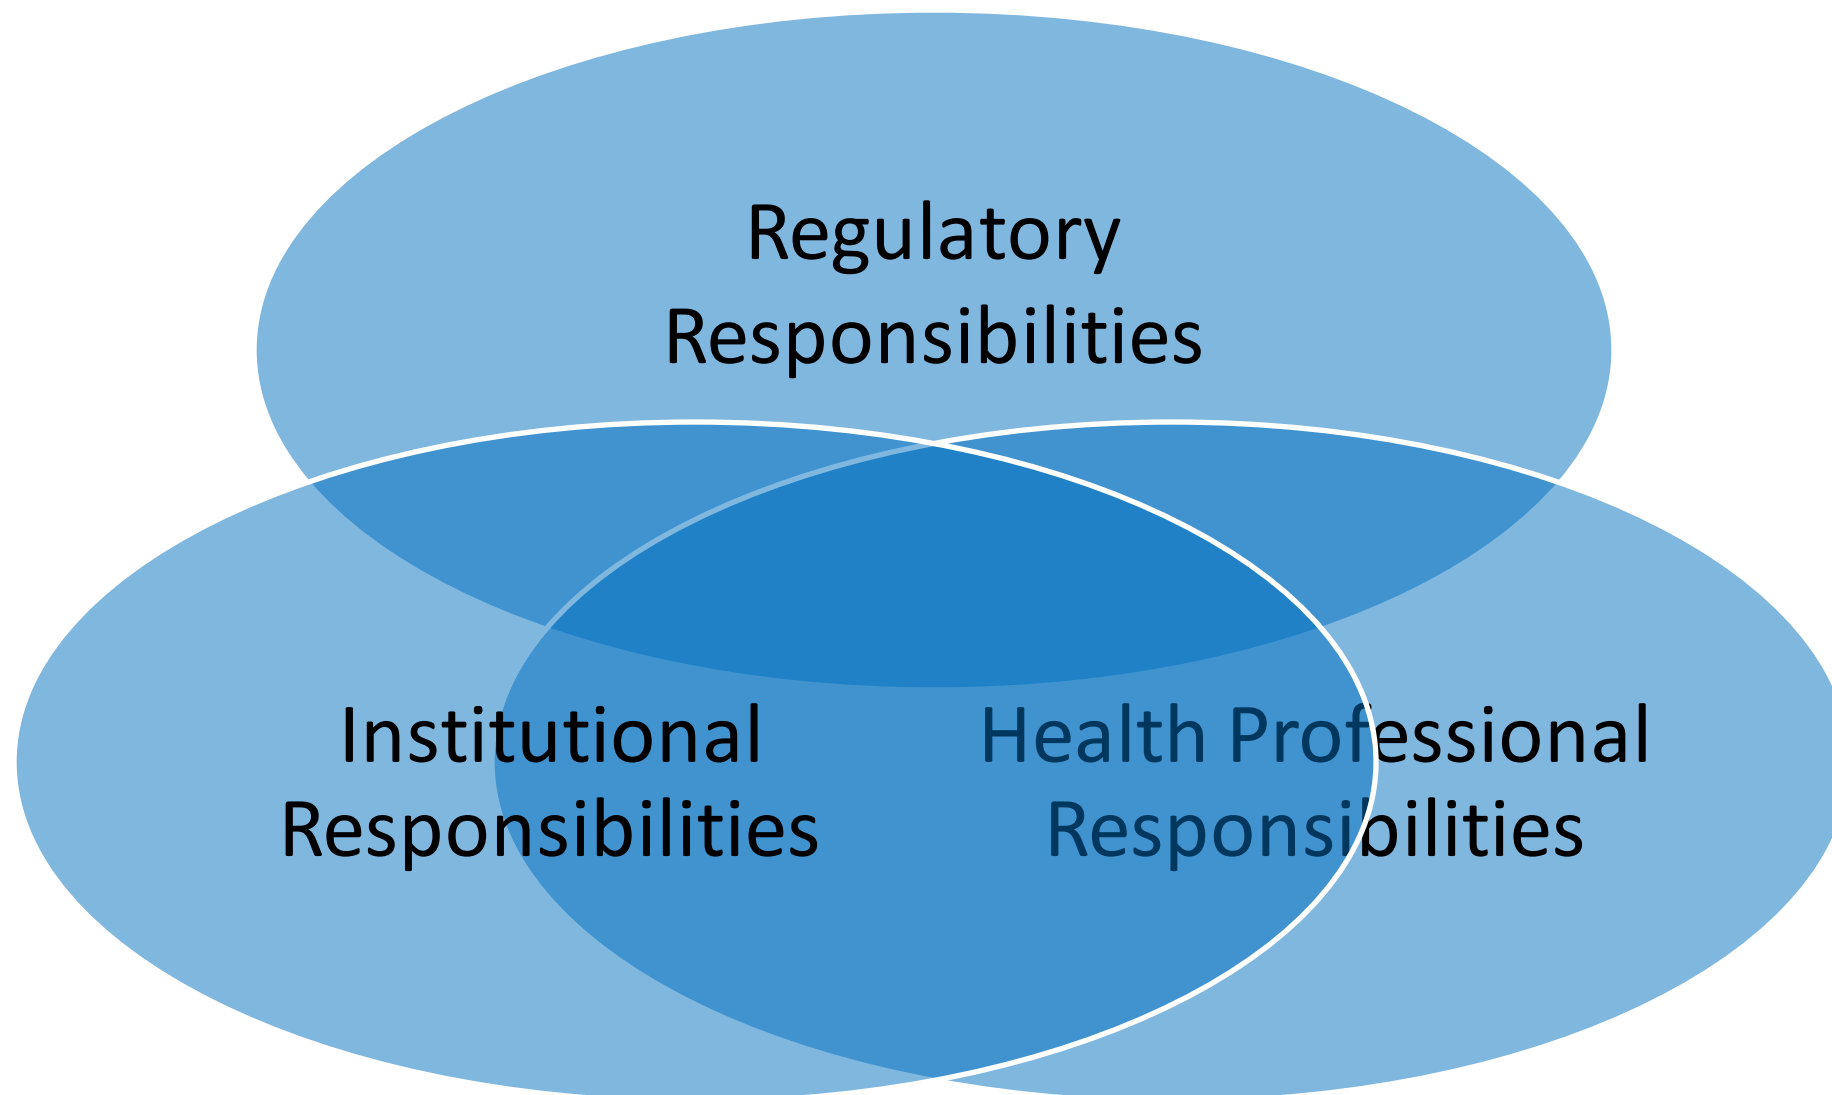 Regulatory
Responsibilities
Institutional
Responsibilities
Health Professional
Responsibilities